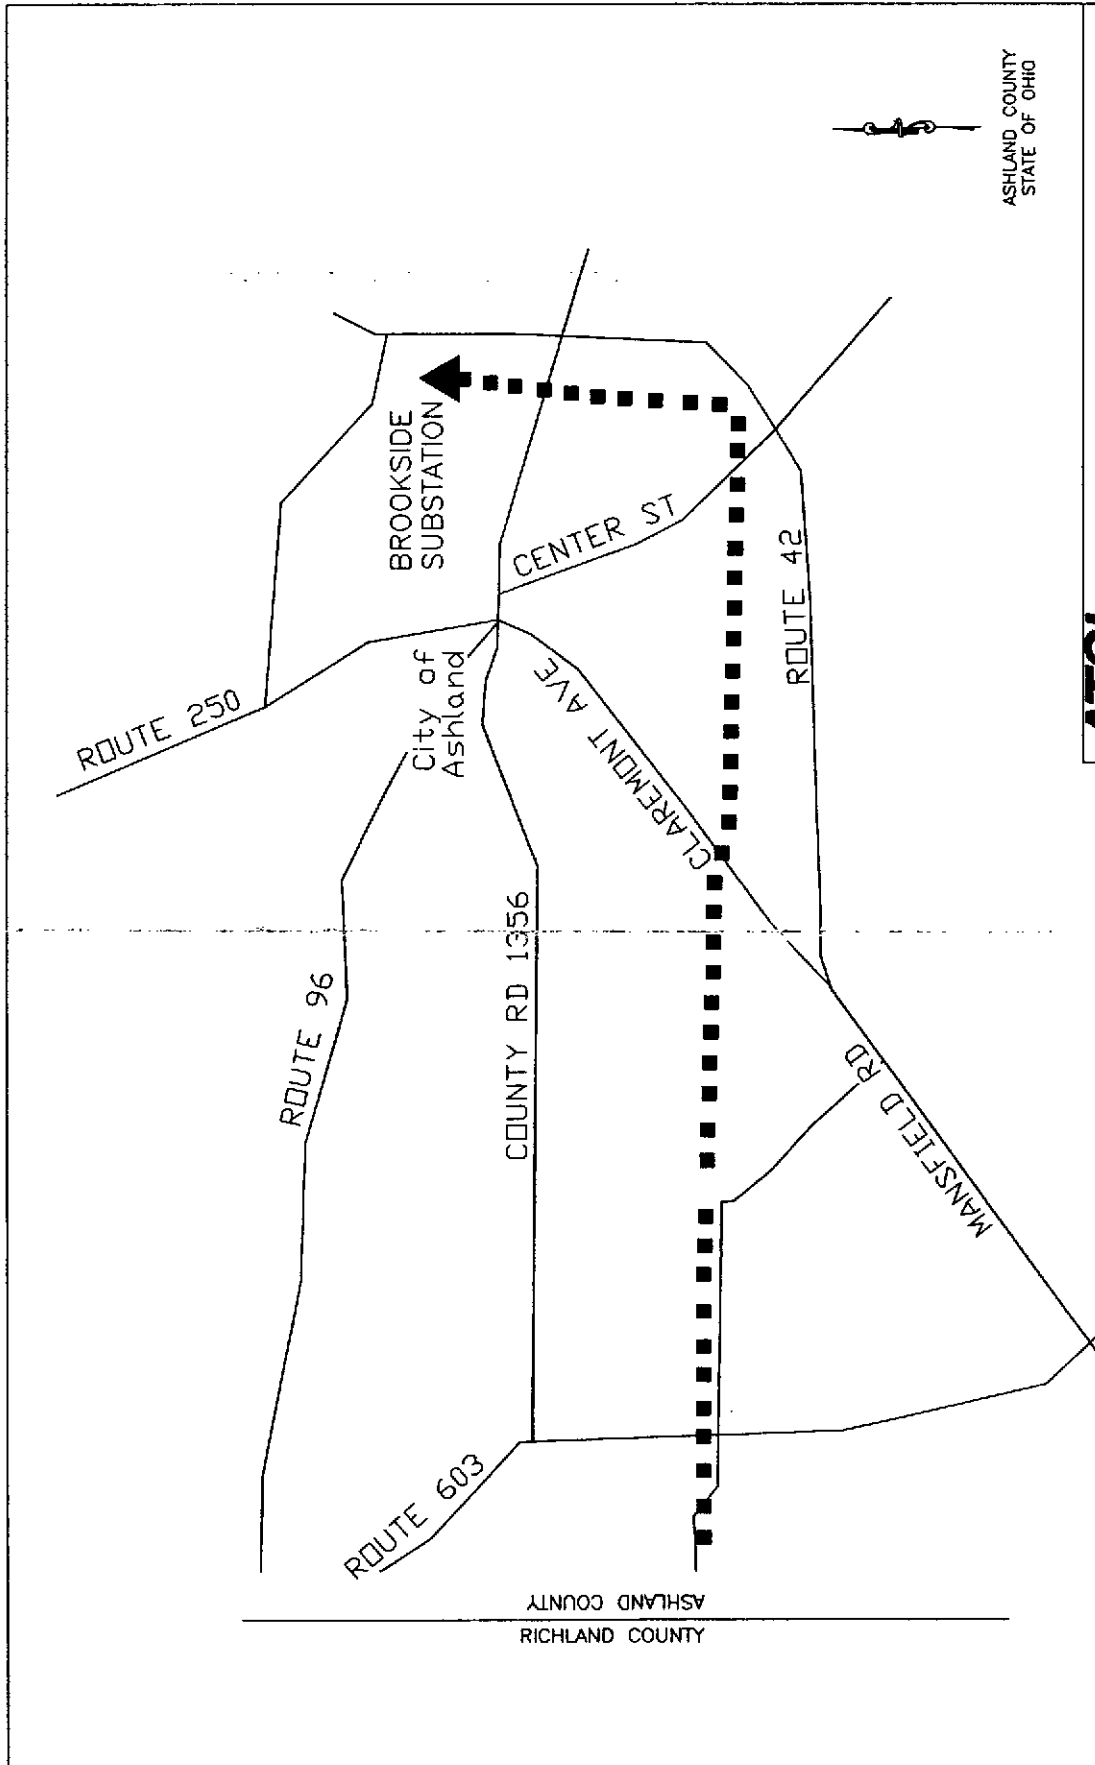 ROUTE 250
ROUTE 96
City of
Ashland
BROOKSIDE
SUBSTATION
CENTER ST
CLAREMONT AVE
ROUTE 42
COUNTY RD 1356
ROUTE 603
MANSFIELD RD
ASHLAND COUNTY
RICHLAND COUNTY
ASHLAND COUNTY
STATE OF OHIO